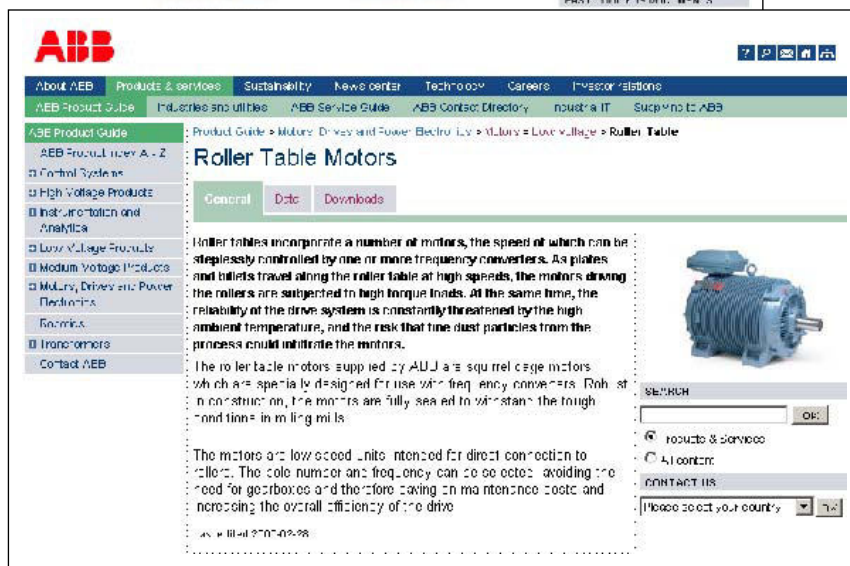 ABB
About ABB Products & services Sustainability News center Technology Careers Investor relations
ABB Product Guide Industries and utilities ABB Service Guide ABB Contact Directory Industrial IT Supplying to ABB
ABB Product Guide
ABB Product Index A - Z
Control Systems
High Voltage Products
Instrumentation and
Analytical
Low Voltage Products
Medium Voltage Products
Motors, Drives and Power
Electronics
Robotics
Transformers
Contact ABB
Product Guide > Motors, Drives and Power Electronics > Motors > Low voltage > Roller Table
Roller Table Motors
General Data Downloads
Roller tables incorporate a number of motors, the speed of which can be
steplessly controlled by one or more frequency converters. As plates
and billets travel along the roller table at high speeds, the motors driving
the rollers are subjected to high torque loads. At the same time, the
reliability of the drive system is constantly threatened by the high
ambient temperature, and the risk that fine dust particles from the
process could infiltrate the motors.
The roller table motors supplied by ABB are squirrel cage motors
which are specially designed for use with frequency converters. Robust
in construction, the motors are fully sealed to withstand the tough
conditions in rolling mills.
The motors are low speed units intended for direct connection to
rollers. The pole number and frequency can be selected, avoiding the
need for gearboxes and therefore saving on maintenance costs and
increasing the overall efficiency of the drive.
Last edited
SEARCH
OK
Products & Services
All content
CONTACT US
Please select your country